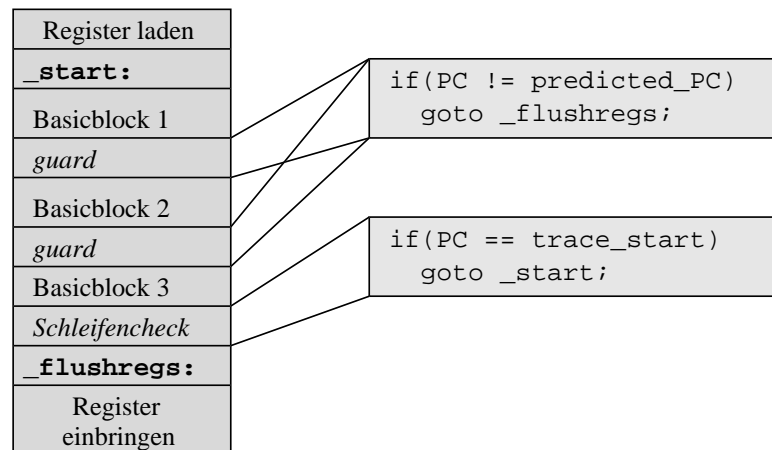 Register laden
_start:
Basicblock 1
guard
Basicblock 2
guard
Basicblock 3
Schleifencheck
_flushregs:
Register
einbringen
if(PC != predicted_PC)
  goto _flushregs;
if(PC == trace_start)
  goto _start;